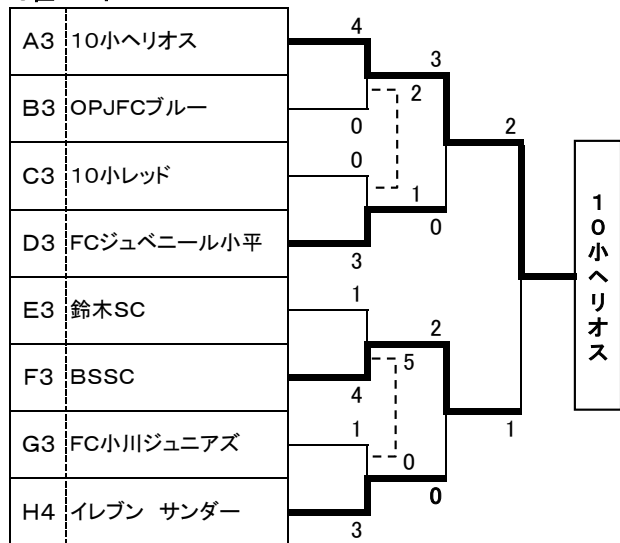 A3 10小ヘリオス
B3 OPJFCブルー
C3 10小レッド
D3 FCジュベニール小平
E3 鈴木SC
F3 BSSC
G3 FC小川ジュニアズ
H4 イレブン サンダー
4
0
0
3
1
4
1
3
3
2
1
0
2
5
0
0
2
1
10小ヘリオス